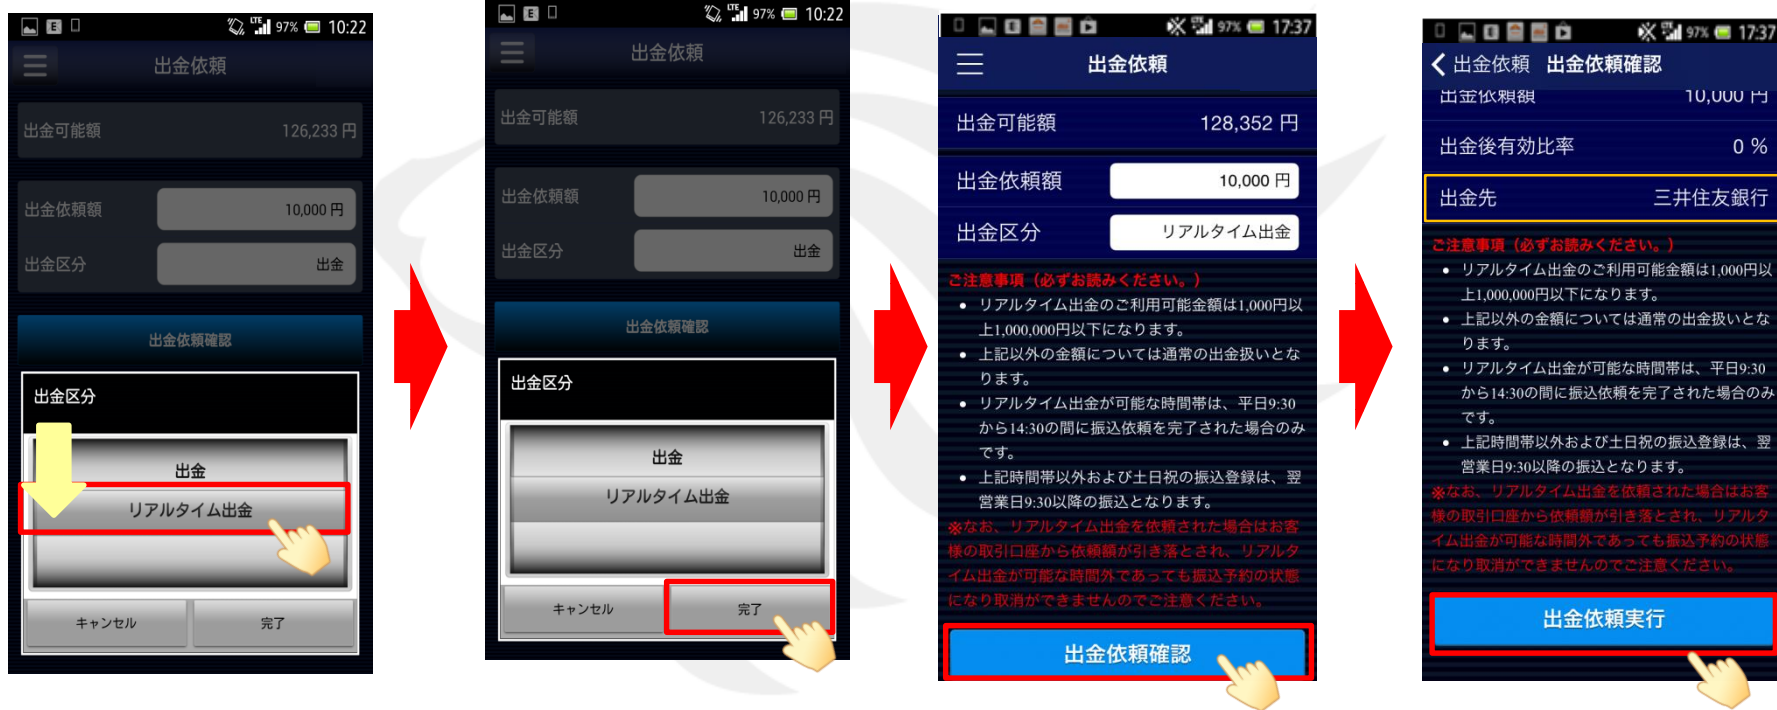 E
LTE
97%
10:22
出金依頼
出金可能額
126,233 円
出金依頼額
10,000 円
出金区分
出金
出金依頼確認
出金区分
出金
リアルタイム出金
キャンセル
完了
E
LTE
97%
10:22
出金依頼
出金可能額
126,233 円
出金依頼額
10,000 円
出金区分
出金
出金依頼確認
出金区分
出金
リアルタイム出金
キャンセル
完了
97%
17:37
出金依頼
出金可能額
128,352 円
出金依頼額
10,000 円
出金区分
リアルタイム出金
ご注意事項（必ずお読みください。）
• リアルタイム出金のご利用可能金額は1,000円以
上1,000,000円以下になります。
• 上記以外の金額については通常の出金扱いとな
ります。
• リアルタイム出金が可能な時間帯は、平日9:30
から14:30の間に振込依頼を完了された場合のみ
です。
• 上記時間帯以外および土日祝の振込登録は、翌
営業日9:30以降の振込となります。
※なお、リアルタイム出金を依頼された場合はお客
様の取引口座から依頼額が引き落とされ、リアルタ
イム出金が可能な時間外であっても振込予約の状態
になり取消ができませんのでご注意ください。
出金依頼確認
97%
17:37
出金依頼
出金依頼確認
出金依頼額
10,000 円
出金後有効比率
0 %
出金先
三井住友銀行
ご注意事項（必ずお読みください。）
• リアルタイム出金のご利用可能金額は1,000円以
上1,000,000円以下になります。
• 上記以外の金額については通常の出金扱いとな
ります。
• リアルタイム出金が可能な時間帯は、平日9:30
から14:30の間に振込依頼を完了された場合のみ
です。
• 上記時間帯以外および土日祝の振込登録は、翌
営業日9:30以降の振込となります。
※なお、リアルタイム出金を依頼された場合はお客
様の取引口座から依頼額が引き落とされ、リアルタ
イム出金が可能な時間外であっても振込予約の状態
になり取消ができませんのでご注意ください。
出金依頼実行